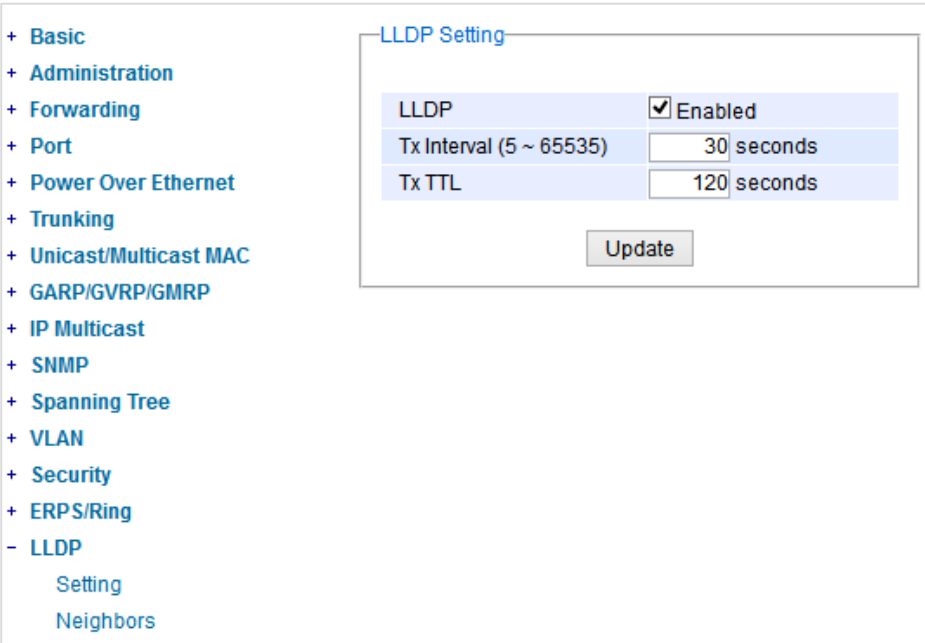 + Basic
+ Administration
+ Forwarding
+ Port
+ Power Over Ethernet
+ Trunking
+ Unicast/Multicast MAC
+ GARP/GVRP/GMRP
+ IP Multicast
+ SNMP
+ Spanning Tree
+ VLAN
+ Security
+ ERPS/Ring
- LLDP
Setting
Neighbors
LLDP Setting
LLDP Enabled
Tx Interval (5 ~ 65535) 30 seconds
Tx TTL 120 seconds
Update